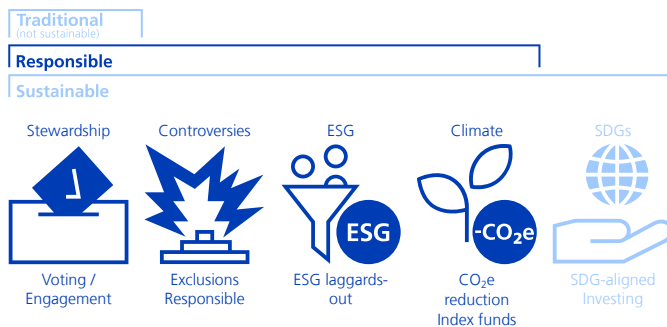 Traditional
(not sustainable)
Responsible
Sustainable
Stewardship Controversies ESG Climate SDGs
ESG -CO₂e
Voting / Exclusions ESG laggards- CO₂e SDG-aligned
Engagement Responsible out reduction Investing
Index funds